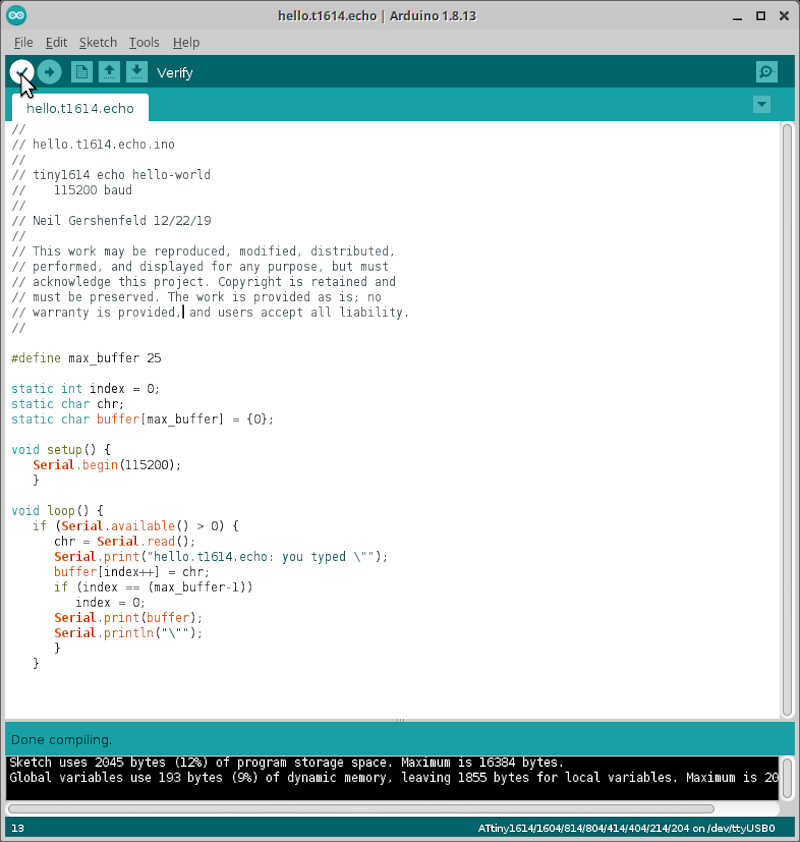 hello.t1614.echo | Arduino 1.8.13
File Edit Sketch Tools Help
Verify
hello.t1614.echo
//
// hello.t1614.echo.ino
//
// tiny1614 echo hello-world
//    115200 baud
//
// Neil Gershenfeld 12/22/19
//
// This work may be reproduced, modified, distributed,
// performed, and displayed for any purpose, but must
// acknowledge this project. Copyright is retained and
// must be preserved. The work is provided as is; no
// warranty is provided, and users accept all liability.
//
#define max_buffer 25
static int index = 0;
static char chr;
static char buffer[max_buffer] = {0};
void setup() {
   Serial.begin(115200);
   }
void loop() {
   if (Serial.available() > 0) {
      chr = Serial.read();
      Serial.print("hello.t1614.echo: you typed \"");
      buffer[index++] = chr;
      if (index == (max_buffer-1))
         index = 0;
      Serial.print(buffer);
      Serial.println("\"");
      }
   }
Done compiling.
Sketch uses 2045 bytes (12%) of program storage space. Maximum is 16384 bytes.
Global variables use 193 bytes (9%) of dynamic memory, leaving 1855 bytes for local variables. Maximum is 20
13
ATtiny1614/1604/814/804/414/404/214/204 on /dev/ttyUSB0